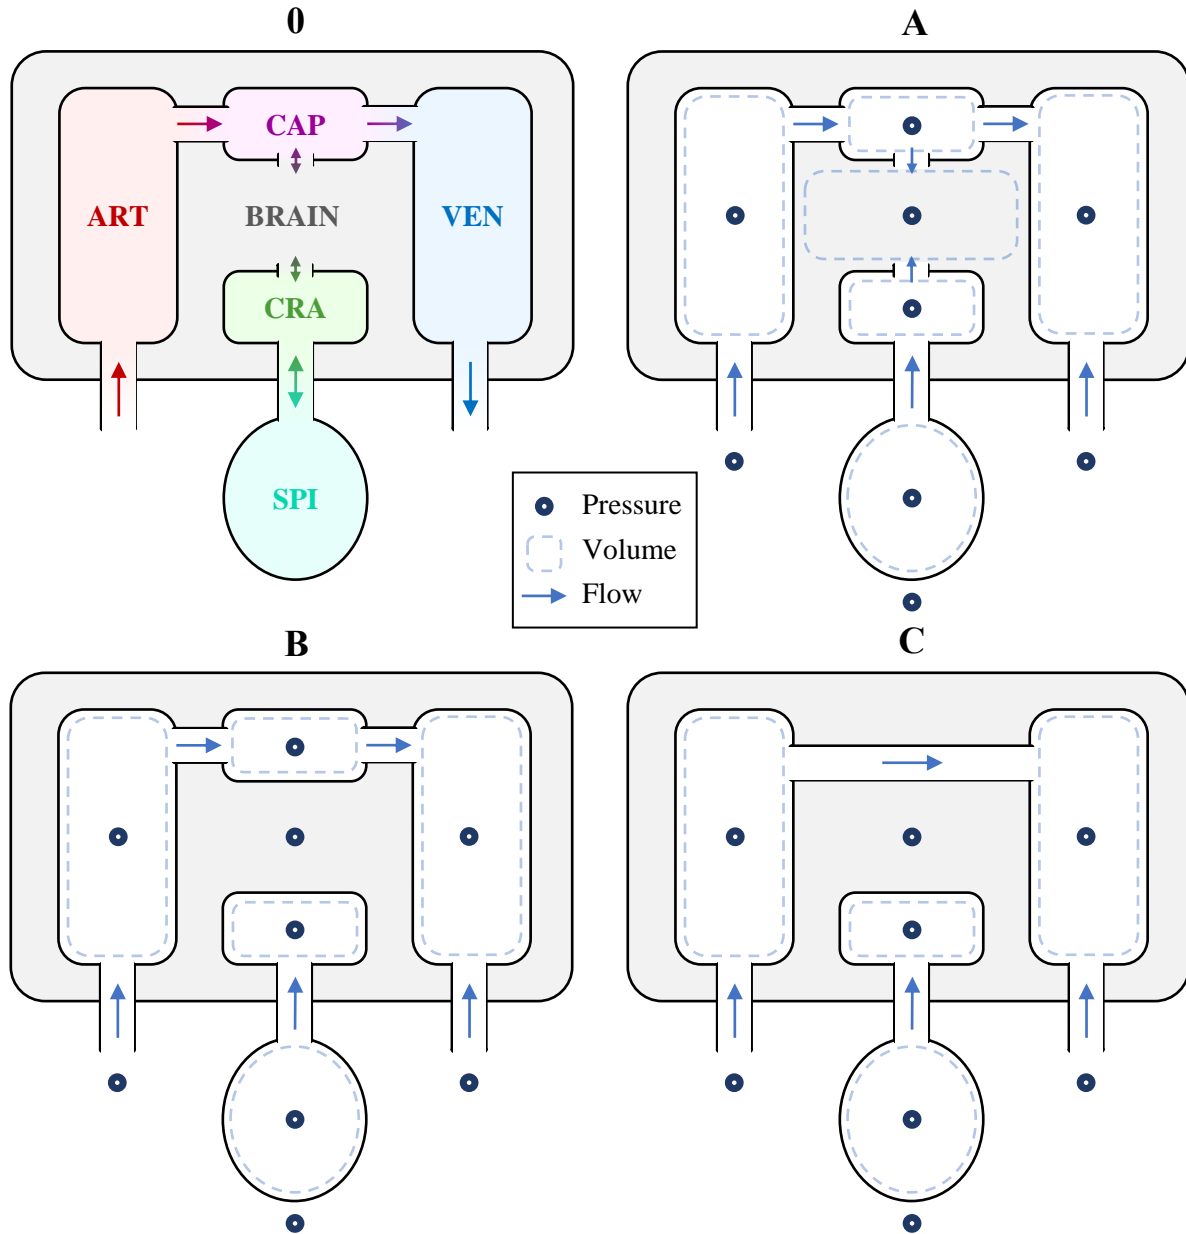 0
A
CAP
ART
BRAIN
VEN
CRA
SPI
Pressure
Volume
Flow
B
C